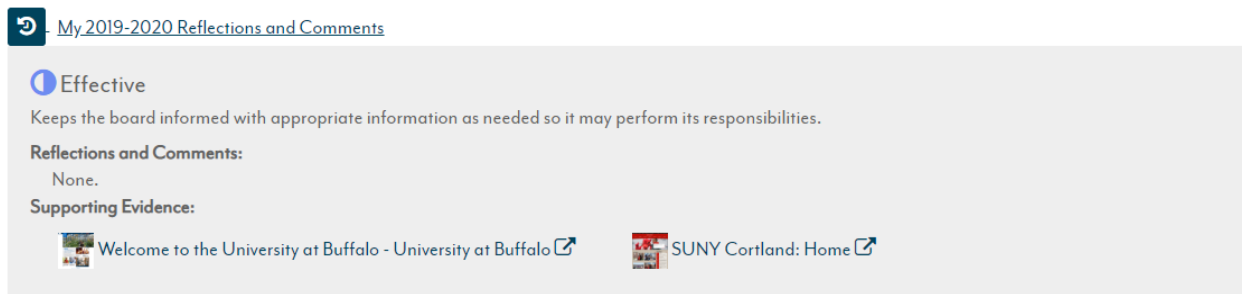 My 2019-2020 Reflections and Comments
Effective
Keeps the board informed with appropriate information as needed so it may perform its responsibilities.
Reflections and Comments:
None.
Supporting Evidence:
Welcome to the University at Buffalo - University at Buffalo SUNY Cortland: Home